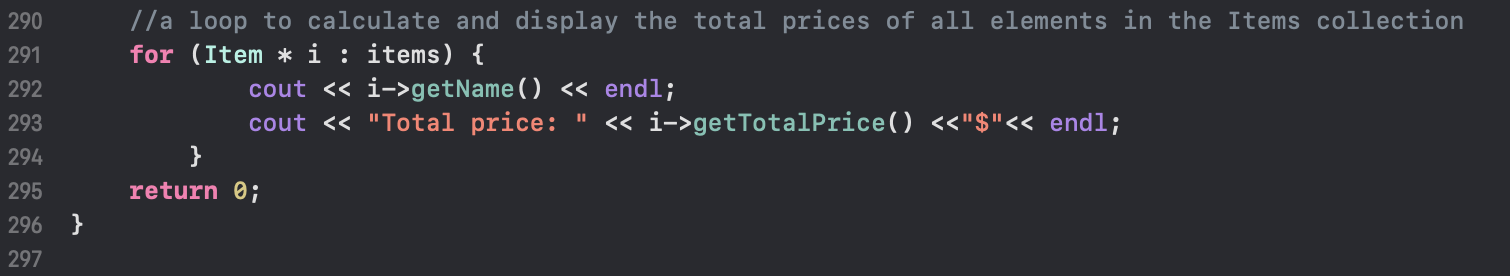 290 //a loop to calculate and display the total prices of all elements in the Items collection
291 for (Item * i : items) {
292 cout << i->getName() << endl;
293 cout << "Total price: " << i->getTotalPrice() <<"$"<< endl;
294 }
295 return 0;
296 }
297